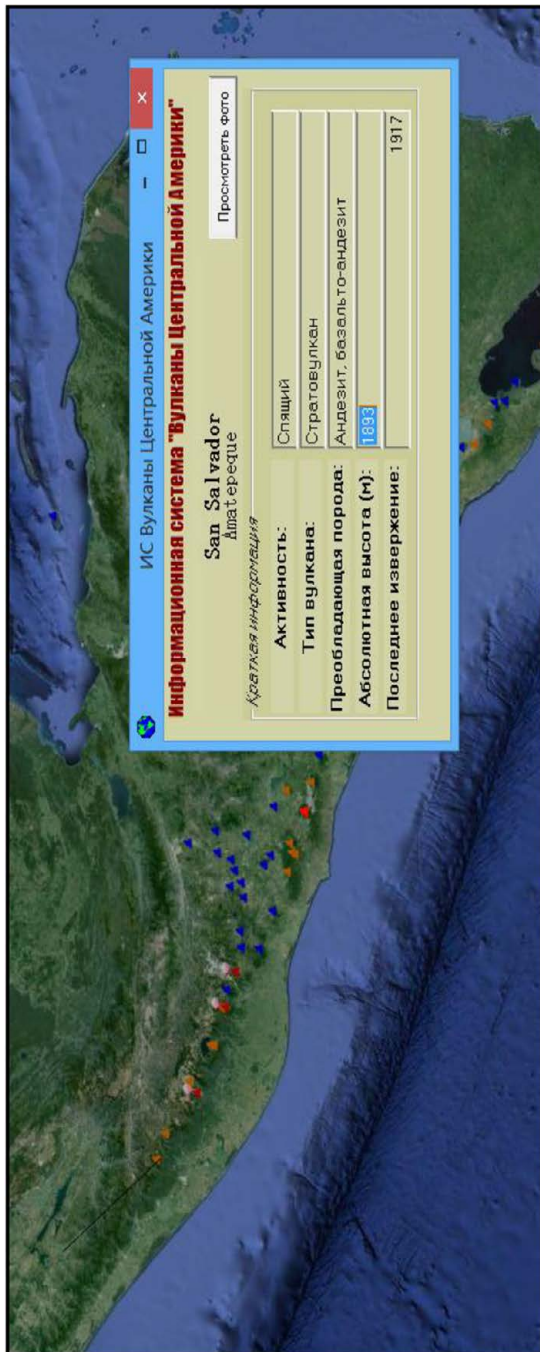 ИС Вулканы Центральной Америки
Информационная система "Вулканы Центральной Америки"
San Salvador
Amatepeque
Просмотреть фото
Краткая информация
Активность: Спящий
Тип вулкана: Стратовулкан
Преобладающая порода: Андезит, базальто-андезит
Абсолютная высота (м): 1893
Последнее извержение: 1917